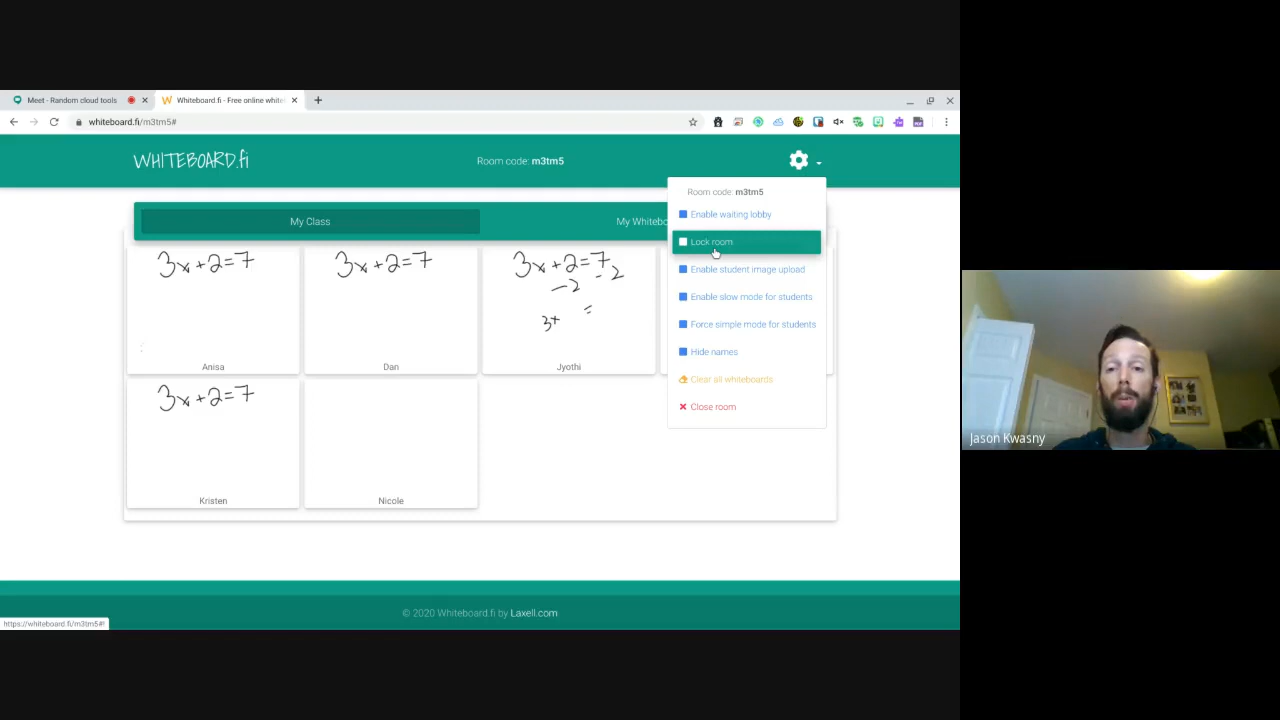 Meet - Random cloud tools
Whiteboard.fi - Free online white
whiteboard.fi/m3tm5#
WHITEBOARD.fi
Room code: m3tm5
Room code: m3tm5
My Class
My Whitebo
Enable waiting lobby
Lock room
Enable student image upload
Enable slow mode for students
Force simple mode for students
Hide names
Clear all whiteboards
Close room
3x+2=7
3x+2=7
3x+2=7
-2
-2
=
Anisa
Dan
Jyothi
3x+2=7
Kristen
Nicole
Jason Kwasny
© 2020 Whiteboard.fi by Laxell.com
https://whiteboard.fi/m3tm5#!